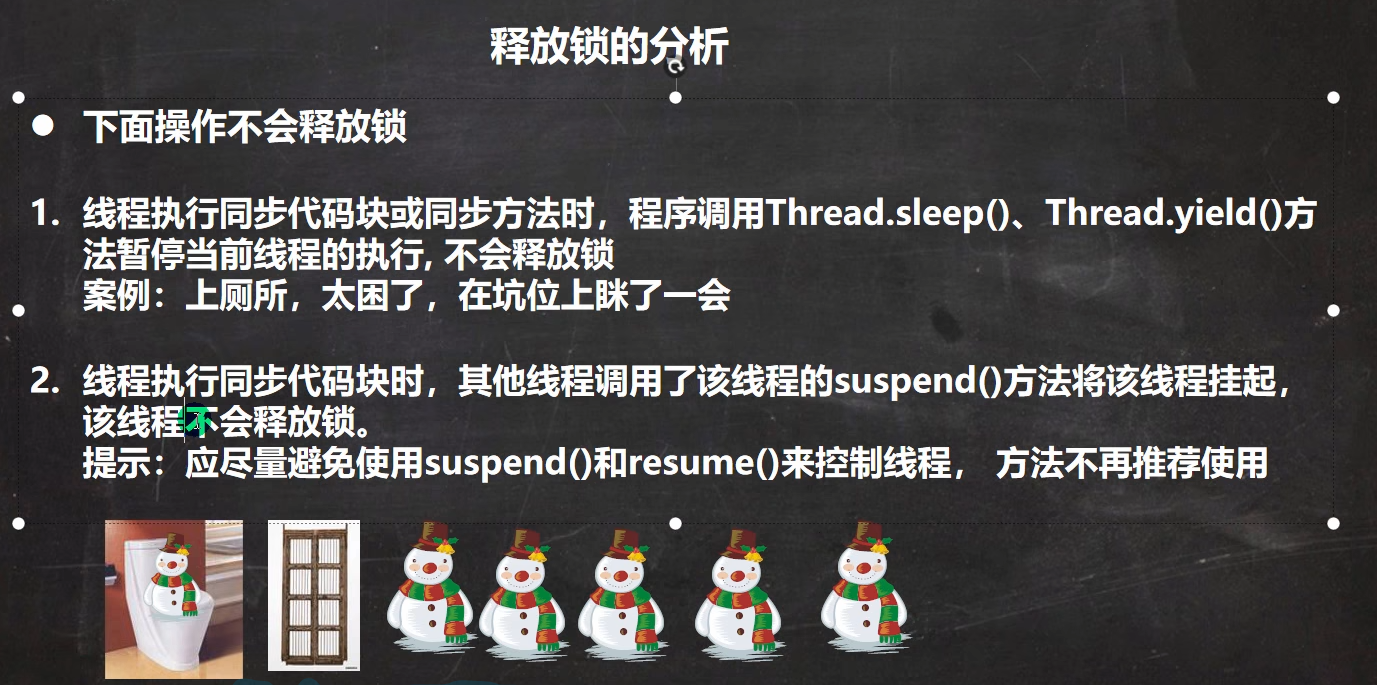 释放锁的分析
● 下面操作不会释放锁
1. 线程执行同步代码块或同步方法时，程序调用Thread.sleep()、Thread.yield()方
法暂停当前线程的执行, 不会释放锁
案例：上厕所，太困了，在坑位上眯了一会
2. 线程执行同步代码块时，其他线程调用了该线程的suspend()方法将该线程挂起，
该线程不会释放锁。
提示：应尽量避免使用suspend()和resume()来控制线程， 方法不再推荐使用